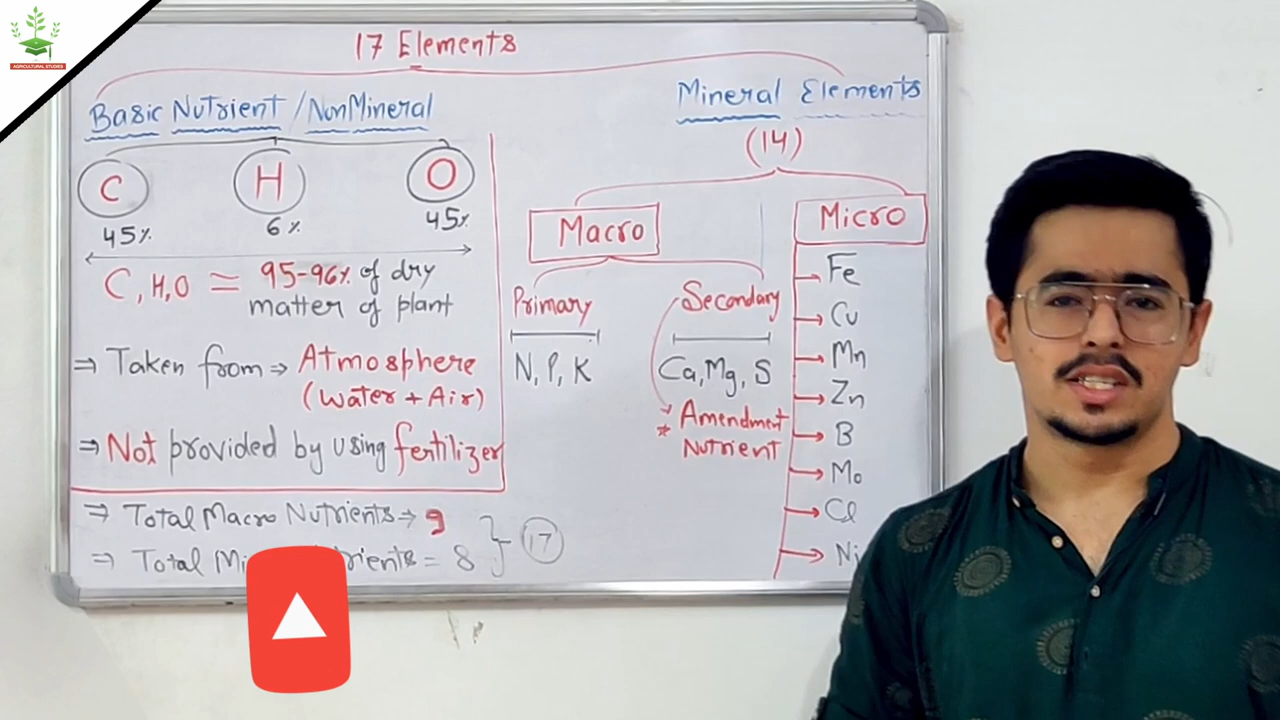 AGRICULTURAL STUDIES
17 Elements
Basic Nutrient / NonMineral
C H O
45% 6% 45%
C, H, O ≅ 95-96% of dry
matter of plant
⇒ Taken from ⇒ Atmosphere
(Water + Air)
⇒ Not provided by using fertilizer
⇒ Total Macro Nutrients → 9
⇒ Total = 8
17
Mineral Elements
(14)
Macro
Primary
N, P, K
Secondary
Ca, Mg, S
* Amendment
Nutrient
Micro
→ Fe
→ Cu
→ Mn
→ Zn
→ B
→ Mo
→ Cl
→ Ni